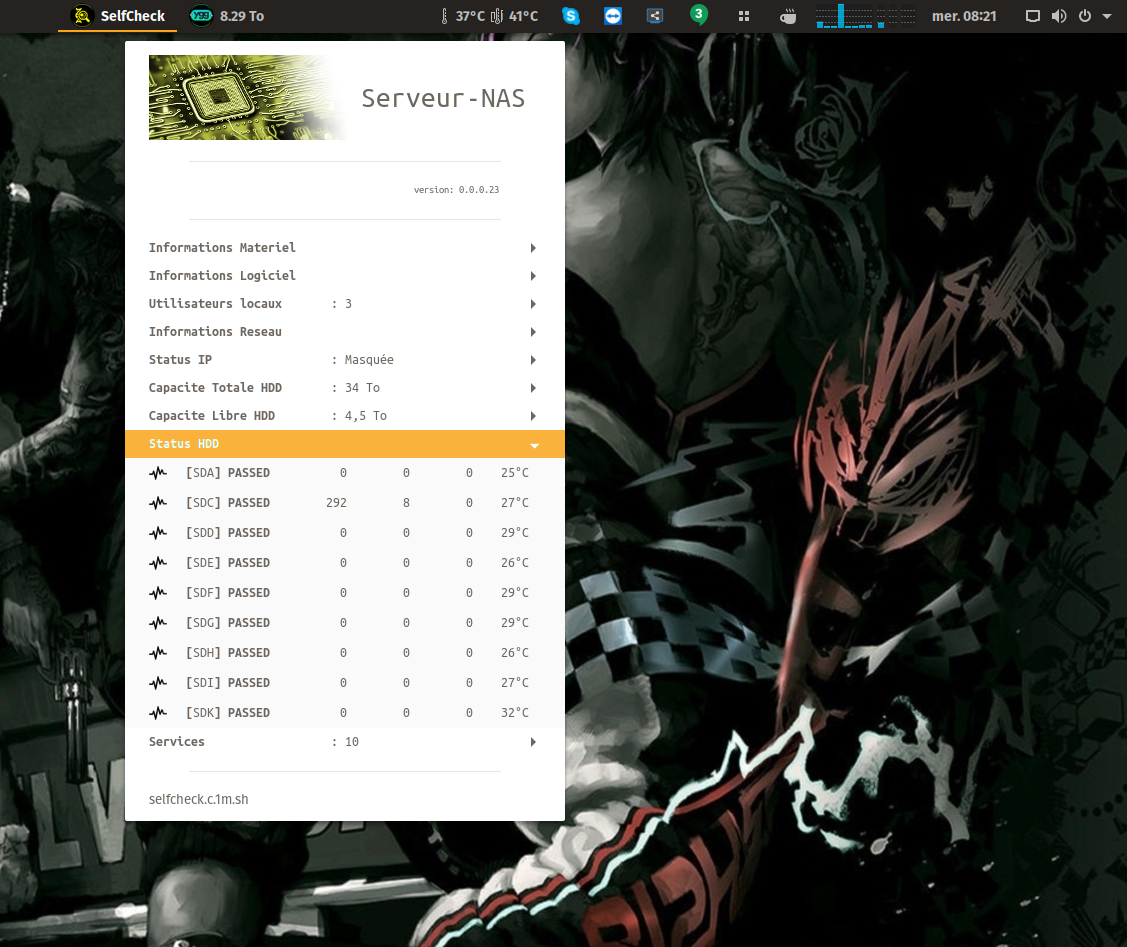 SelfCheck 8.29 To 37°C 41°C 3 mer. 08:21
Serveur-NAS
version: 0.0.0.23
Informations Materiel
Informations Logiciel
Utilisateurs locaux : 3
Informations Reseau
Status IP : Masquée
Capacite Totale HDD : 34 To
Capacite Libre HDD : 4,5 To
Status HDD
[SDA] PASSED 0 0 0 25°C
[SDC] PASSED 292 8 0 27°C
[SDD] PASSED 0 0 0 29°C
[SDE] PASSED 0 0 0 26°C
[SDF] PASSED 0 0 0 29°C
[SDG] PASSED 0 0 0 29°C
[SDH] PASSED 0 0 0 26°C
[SDI] PASSED 0 0 0 27°C
[SDK] PASSED 0 0 0 32°C
Services : 10
selfcheck.c.1m.sh